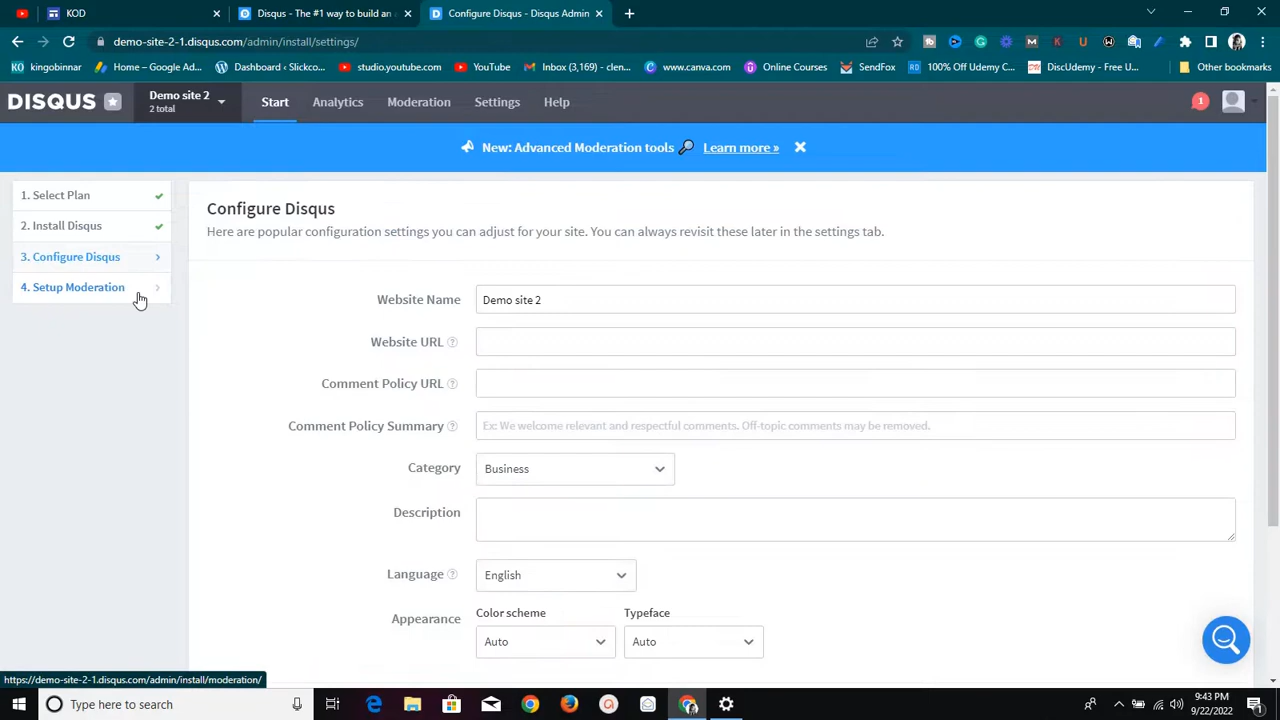 KOD
Disqus - The #1 way to build an
Configure Disqus - Disqus Admin
demo-site-2-1.disqus.com/admin/install/settings/
kingobinnar
Home – Google Ad...
Dashboard ‹ Slickco...
studio.youtube.com
YouTube
Inbox (3,169) - clen...
www.canva.com
Online Courses
SendFox
100% Off Udemy C...
DiscUdemy - Free U...
Other bookmarks
DISQUS
Demo site 2
2 total
Start
Analytics
Moderation
Settings
Help
1
New: Advanced Moderation tools
Learn more »
1. Select Plan
2. Install Disqus
3. Configure Disqus
4. Setup Moderation
Configure Disqus
Here are popular configuration settings you can adjust for your site. You can always revisit these later in the settings tab.
Website Name
Demo site 2
Website URL
Comment Policy URL
Comment Policy Summary
Ex: We welcome relevant and respectful comments. Off-topic comments may be removed.
Category
Business
Description
Language
English
Appearance
Color scheme
Typeface
Auto
Auto
https://demo-site-2-1.disqus.com/admin/install/moderation/
Type here to search
9:43 PM
9/22/2022